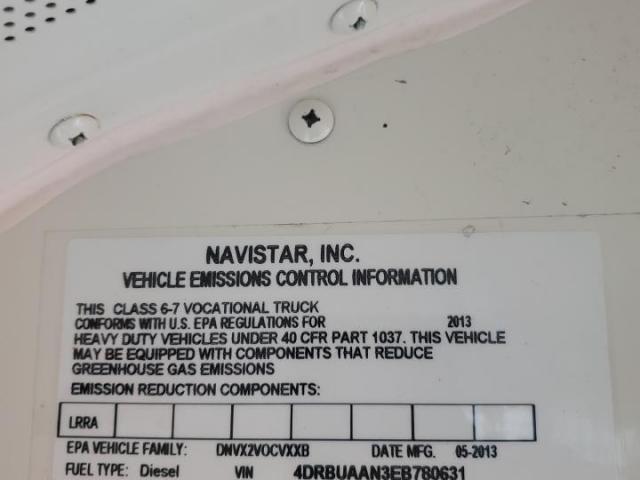 NAVISTAR, INC.
VEHICLE EMISSIONS CONTROL INFORMATION
THIS CLASS 6-7 VOCATIONAL TRUCK
CONFORMS WITH U.S. EPA REGULATIONS FOR 2013
HEAVY DUTY VEHICLES UNDER 40 CFR PART 1037. THIS VEHICLE
MAY BE EQUIPPED WITH COMPONENTS THAT REDUCE
GREENHOUSE GAS EMISSIONS
EMISSION REDUCTION COMPONENTS:
LRRA
EPA VEHICLE FAMILY: DNVX2VOCVXXB DATE MFG. 05-2013
FUEL TYPE: Diesel VIN 4DRBUAAN3EB780631